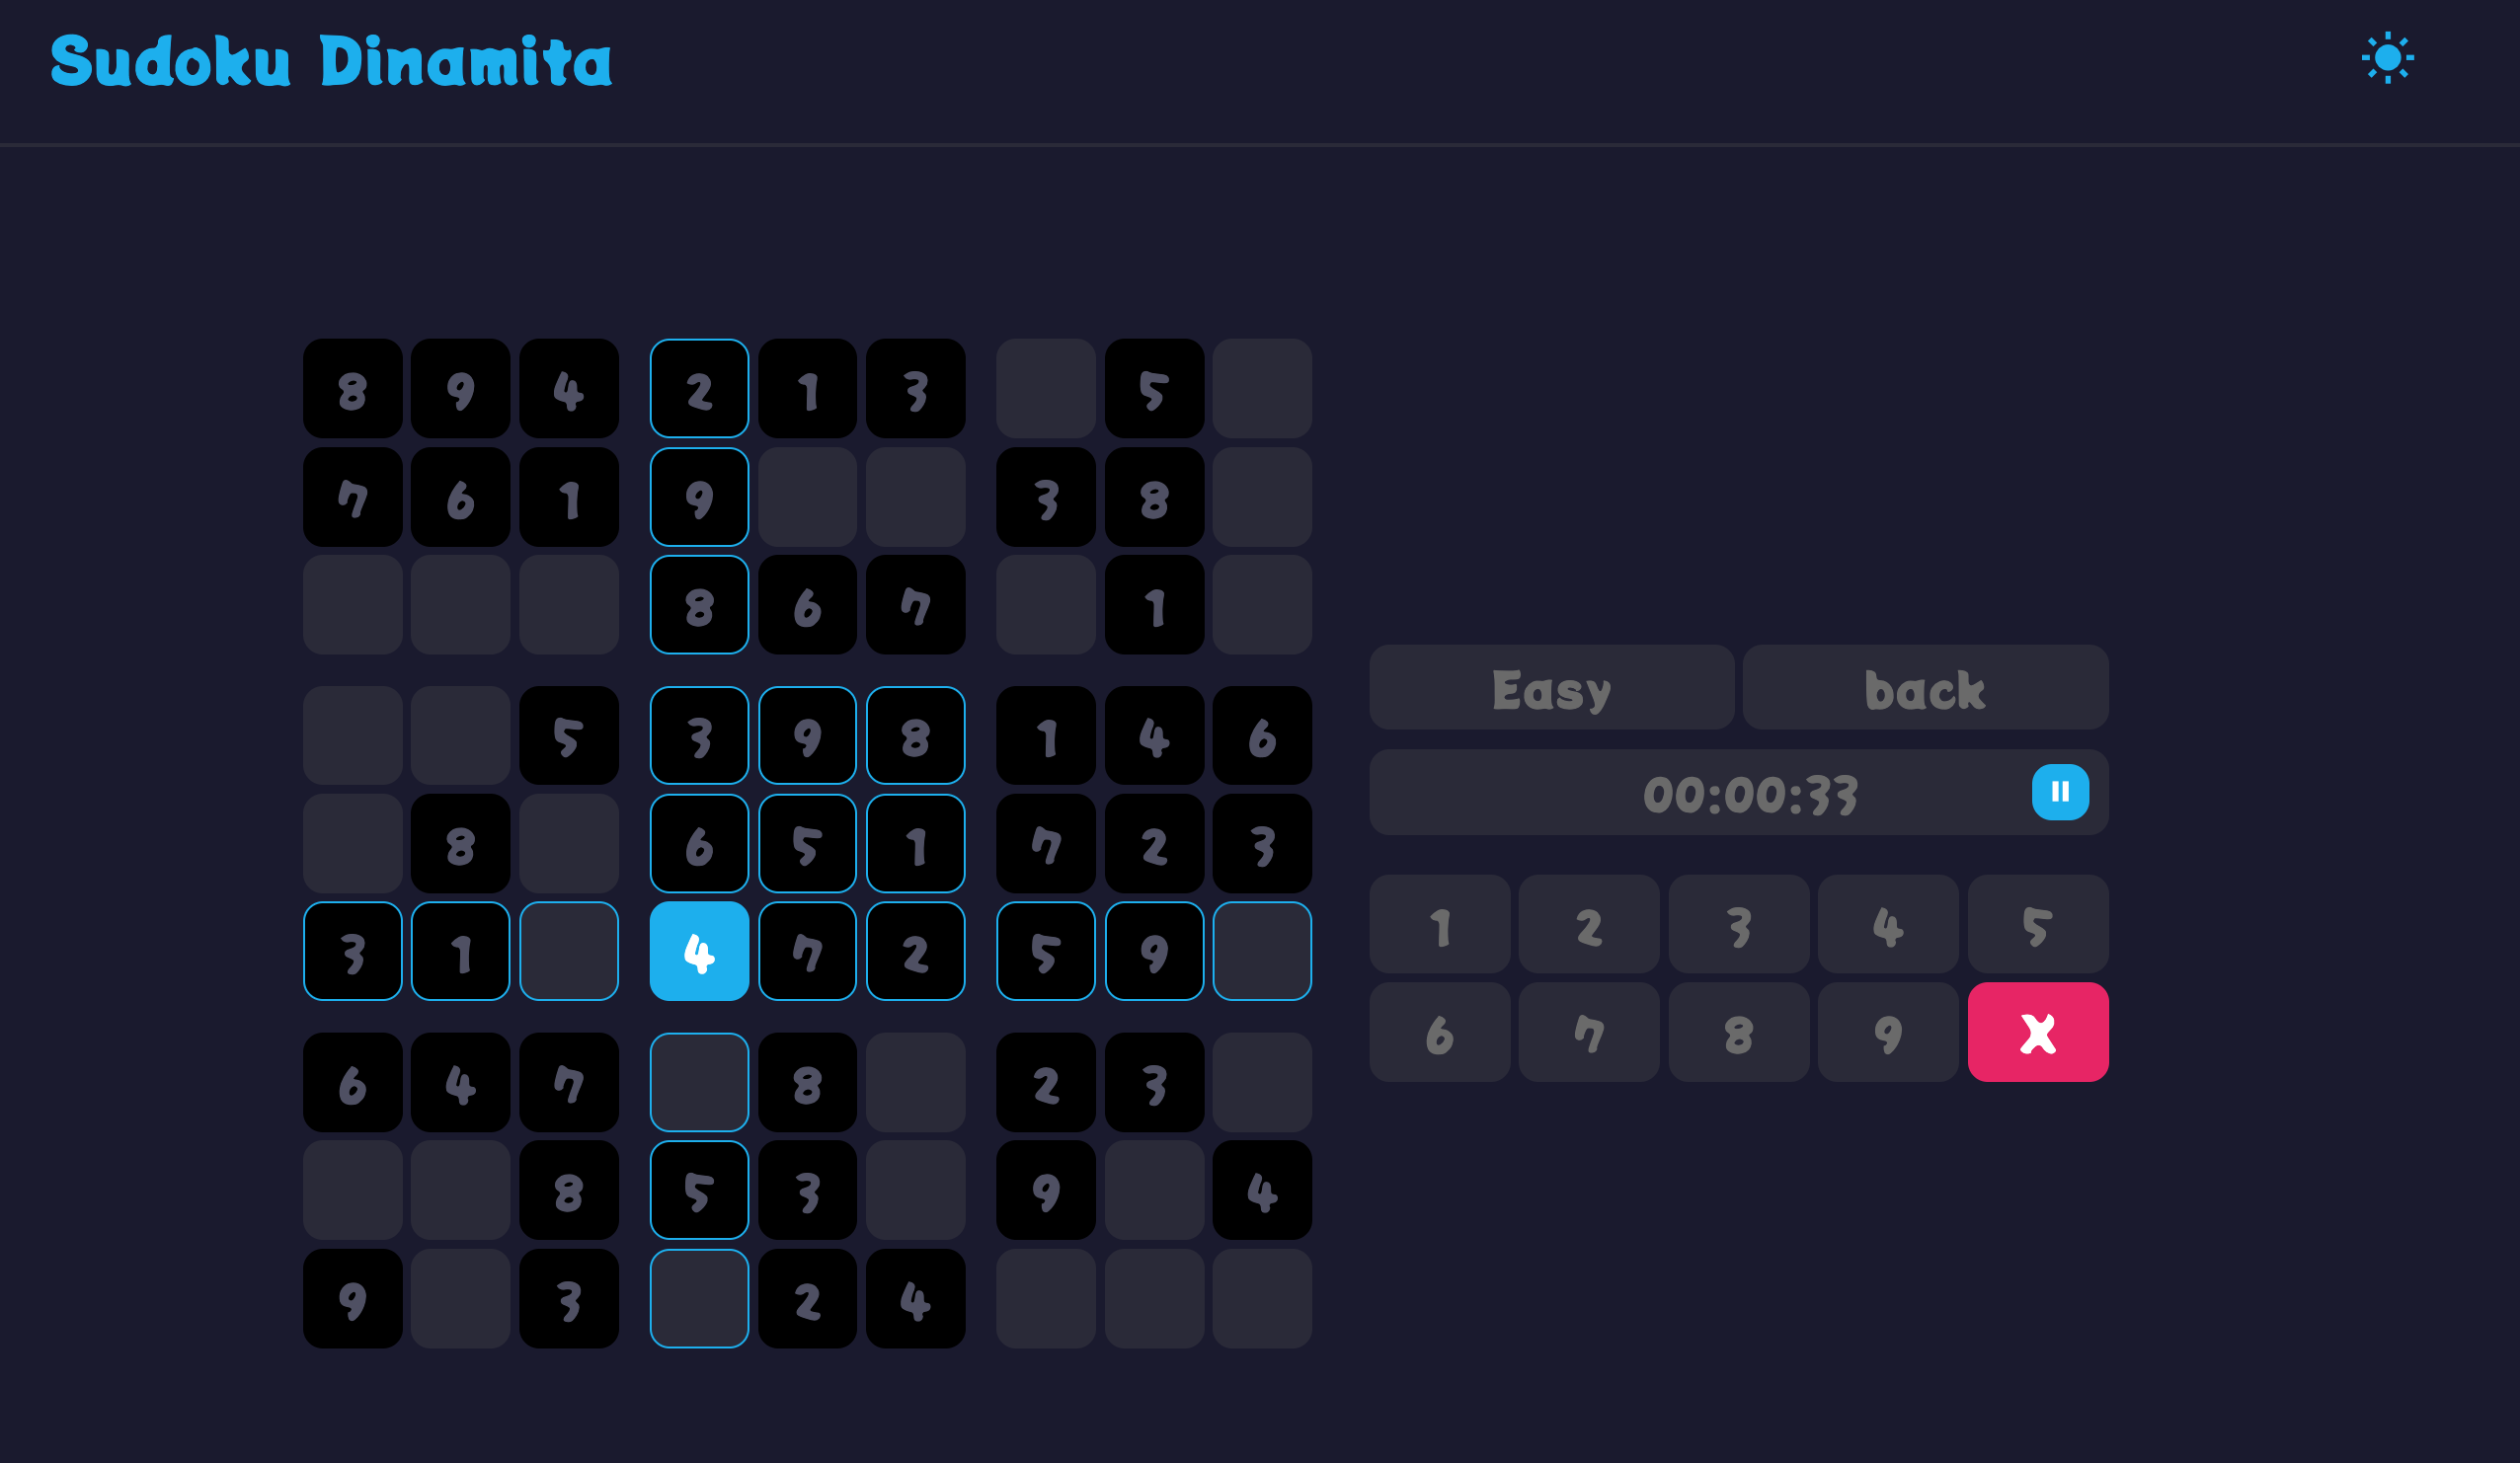 Sudoku Dinamita
8 9 4 2 1 3 5
7 6 1 9 3 8
8 6 7 1
5 3 9 8 1 4 6
8 6 5 1 7 2 3
3 1 4 7 2 5 9
6 4 7 8 2 3
8 5 3 9 4
9 3 2 4
Easy back
00:00:33
1 2 3 4 5
6 7 8 9 X